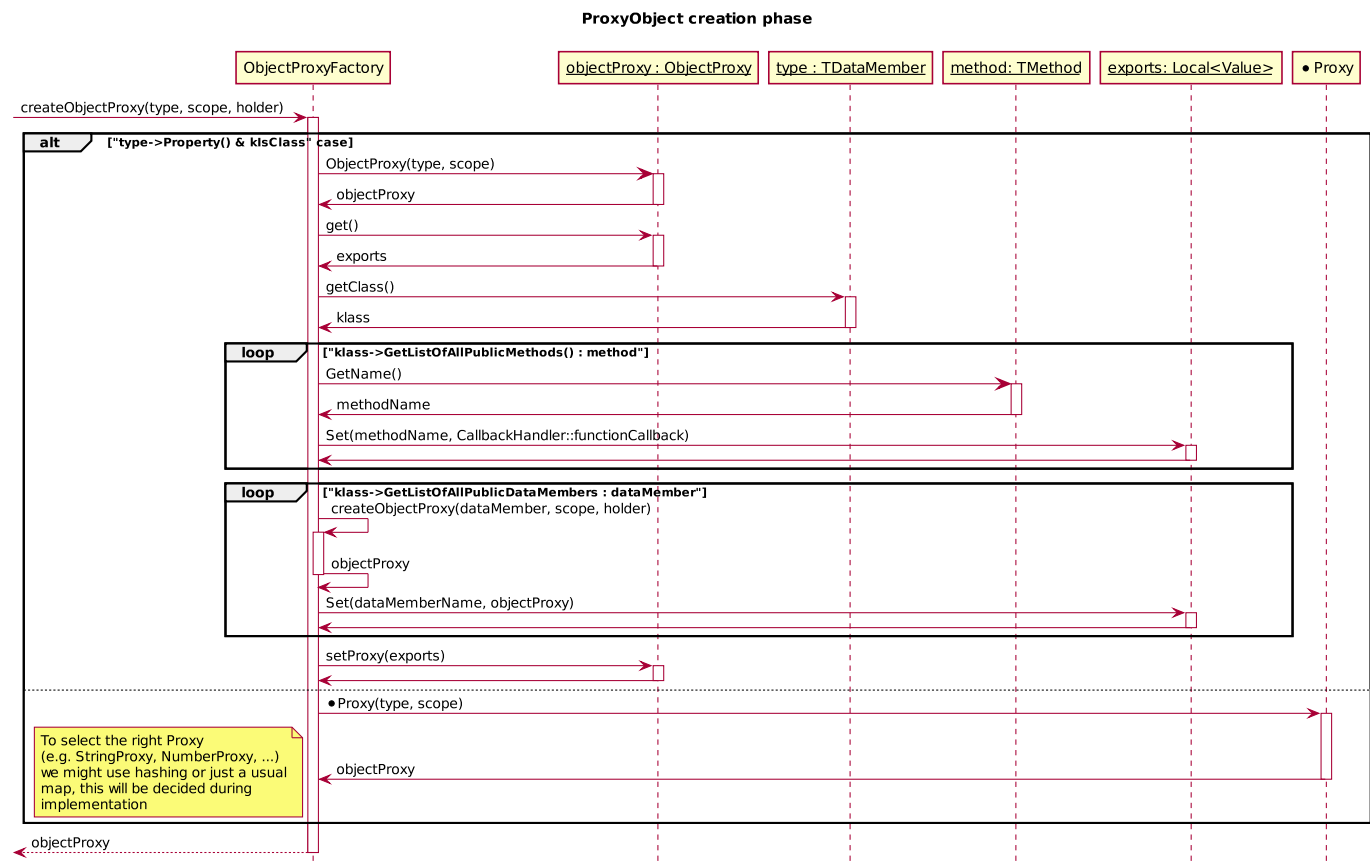 ProxyObject creation phase
ObjectProxyFactory
objectProxy : ObjectProxy
type : TDataMember
method: TMethod
exports: Local<Value>
*Proxy
createObjectProxy(type, scope, holder)
alt
["type->Property() & kIsClass" case]
ObjectProxy(type, scope)
objectProxy
get()
exports
getClass()
klass
loop
["klass->GetListOfAllPublicMethods() : method"]
GetName()
methodName
Set(methodName, CallbackHandler::functionCallback)
loop
["klass->GetListOfAllPublicDataMembers : dataMember"]
createObjectProxy(dataMember, scope, holder)
objectProxy
Set(dataMemberName, objectProxy)
setProxy(exports)
*Proxy(type, scope)
To select the right Proxy
(e.g. StringProxy, NumberProxy, ...)
we might use hashing or just a usual
map, this will be decided during
implementation
objectProxy
objectProxy